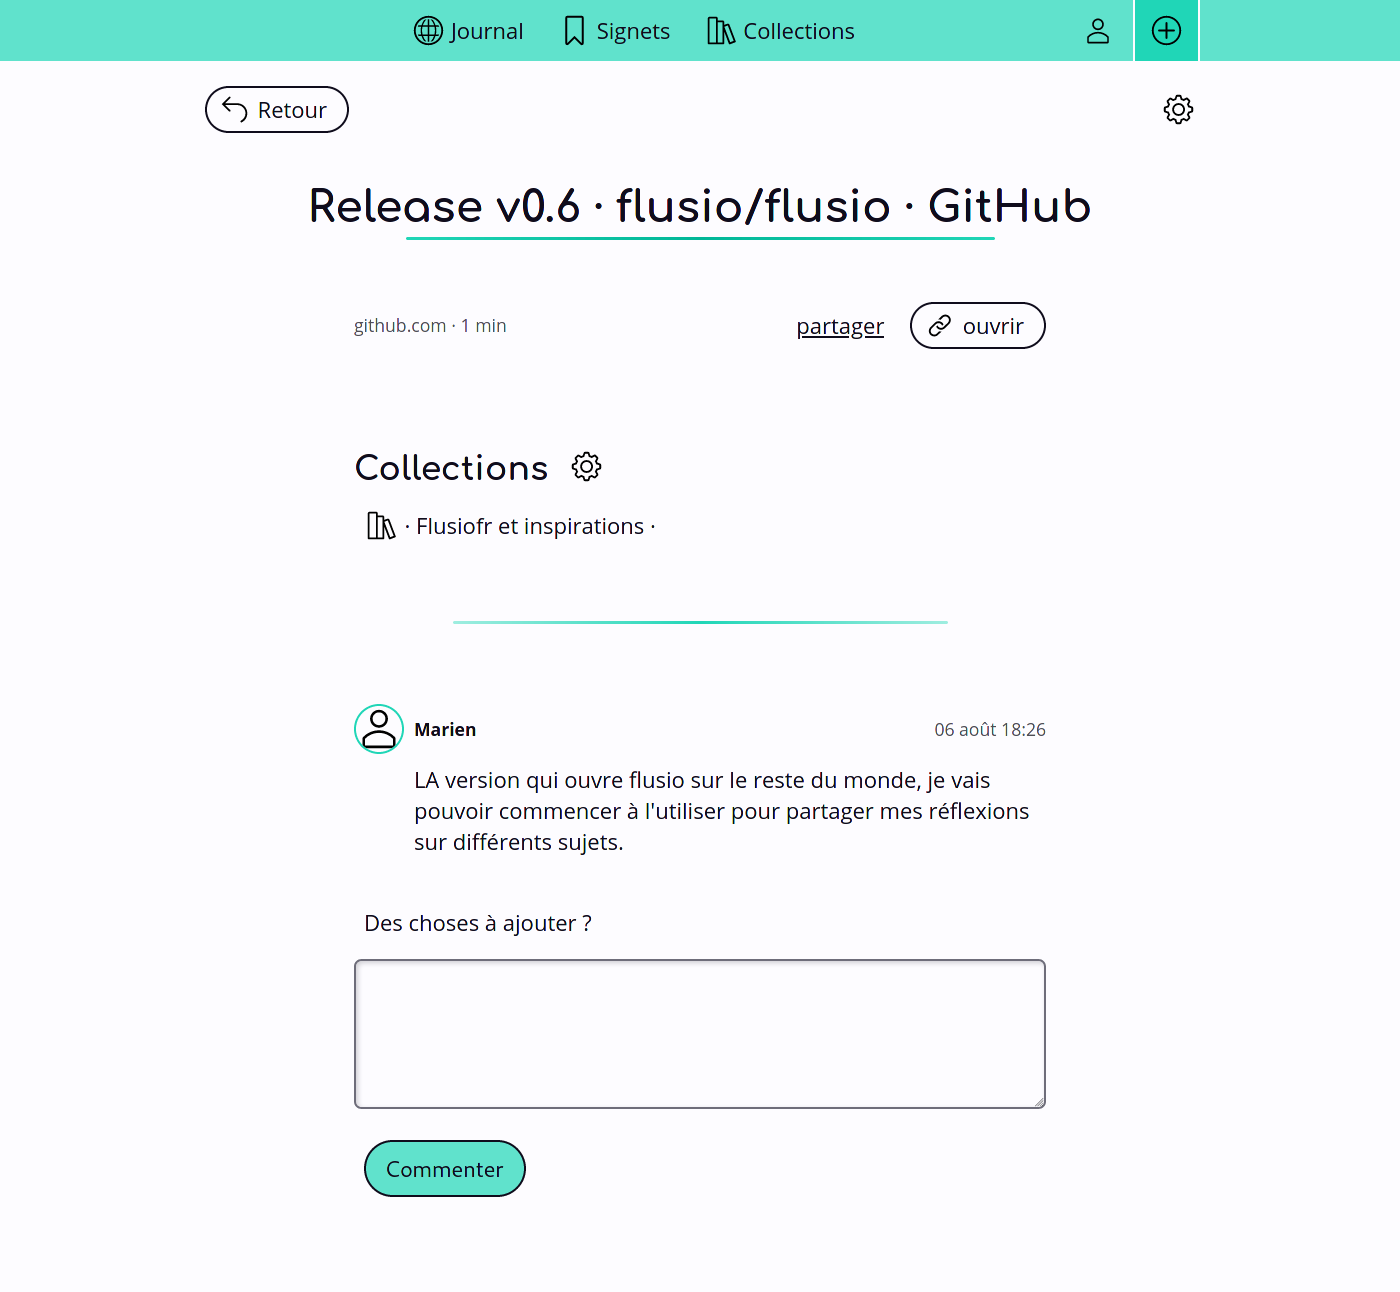 Journal Signets Collections
Retour
Release v0.6 · flusio/flusio · GitHub
github.com · 1 min partager ouvrir
Collections
· Flusiofr et inspirations ·
Marien 06 août 18:26
LA version qui ouvre flusio sur le reste du monde, je vais
pouvoir commencer à l'utiliser pour partager mes réflexions
sur différents sujets.
Des choses à ajouter ?
Commenter